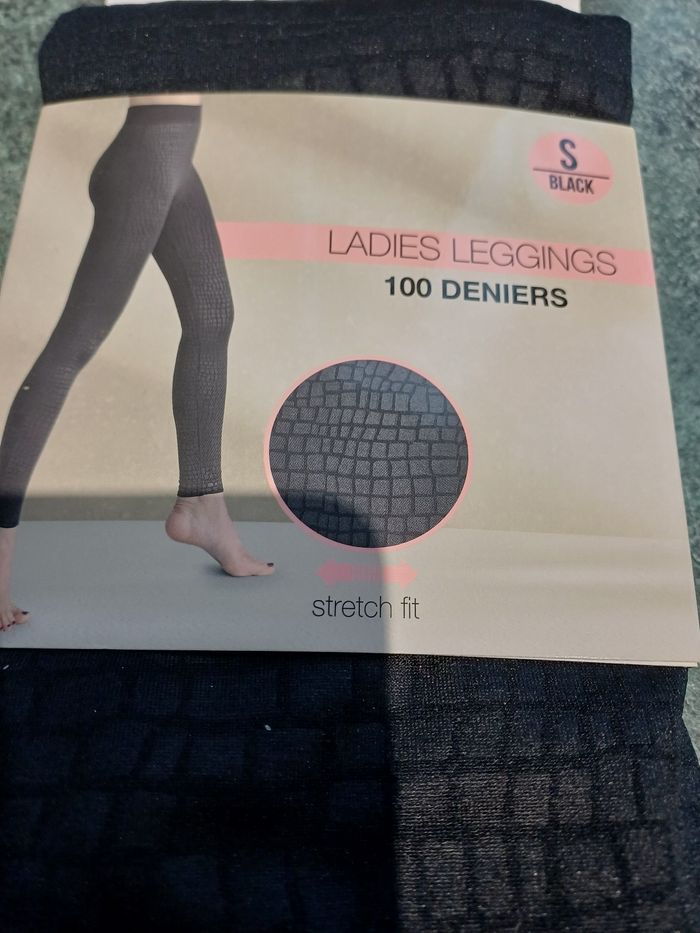 S
BLACK
LADIES LEGGINGS
100 DENIERS
stretch fit